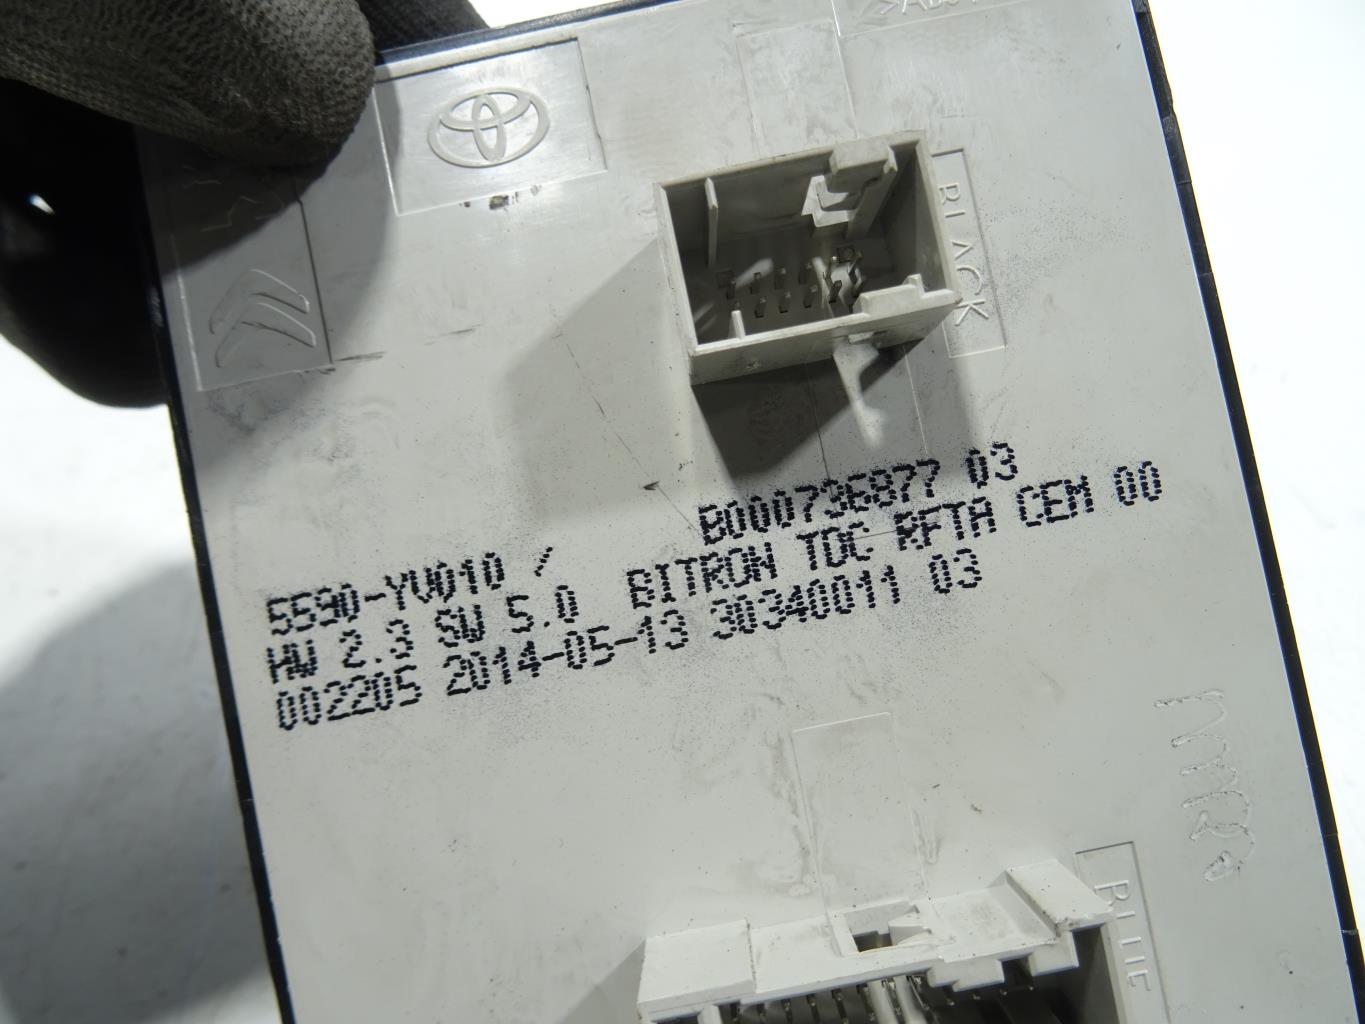 BLACK
B000736877 03
5590-YV010 /
HW 2.3 SW 5.0 BITRON TDC RFTA CEM 00
002205 2014-05-13 30340011 03
BLUE